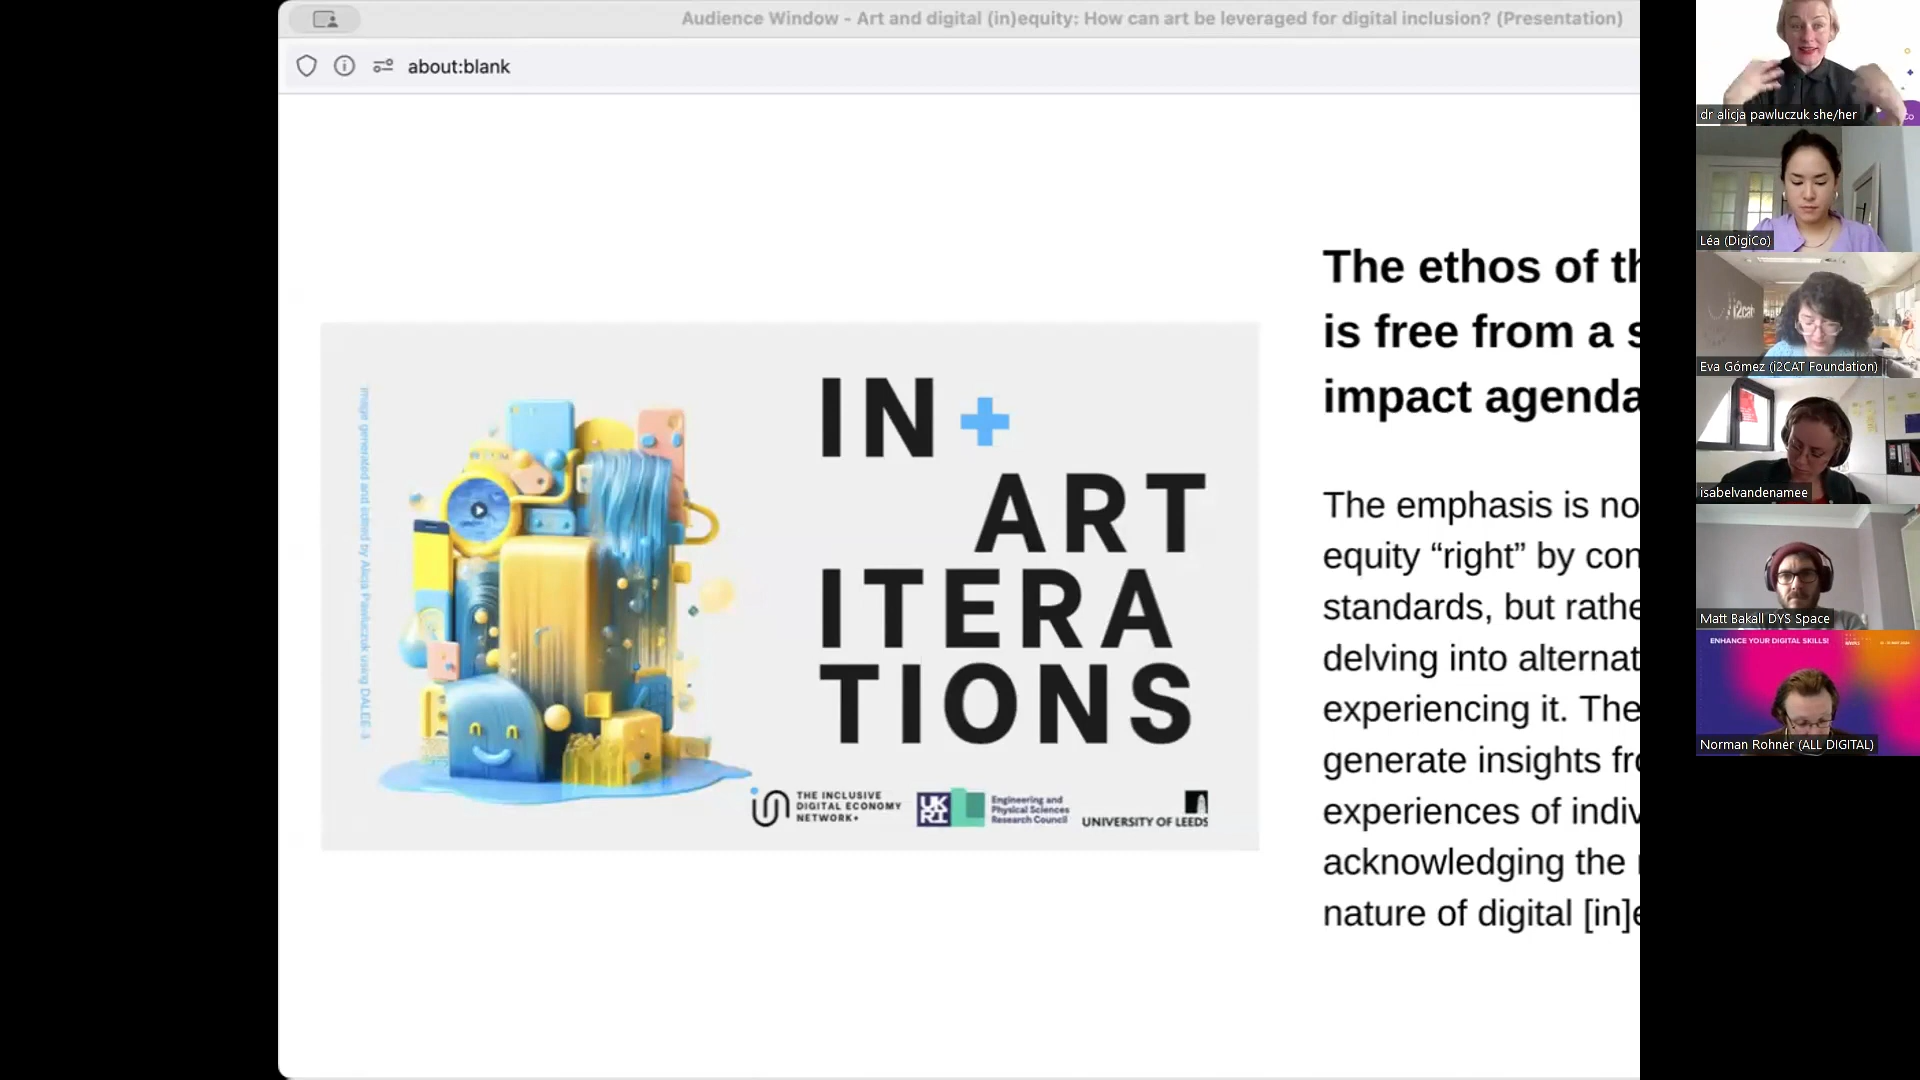 Audience Window - Art and digital (in)equity: How can art be leveraged for digital inclusion? (Presentation)
about:blank
image generated and edited by Alicja Pawluczuk using DALEE-3
IN+
ART
ITERA
TIONS
THE INCLUSIVE
DIGITAL ECONOMY
NETWORK+
UK
RI
Engineering and
Physical Sciences
Research Council
UNIVERSITY OF LEEDS
The ethos of th
is free from a s
impact agenda
The emphasis is no
equity “right” by con
standards, but rathe
delving into alternat
experiencing it. The
generate insights fro
experiences of indiv
acknowledging the
nature of digital [in]e
dr alicja pawluczuk she/her
Léa (DigiCo)
i2cat
Eva Gómez (i2CAT Foundation)
isabelvandenamee
Matt Bakáll DYS Space
ENHANCE YOUR DIGITAL SKILLS!
Norman Rohner (ALL DIGITAL)